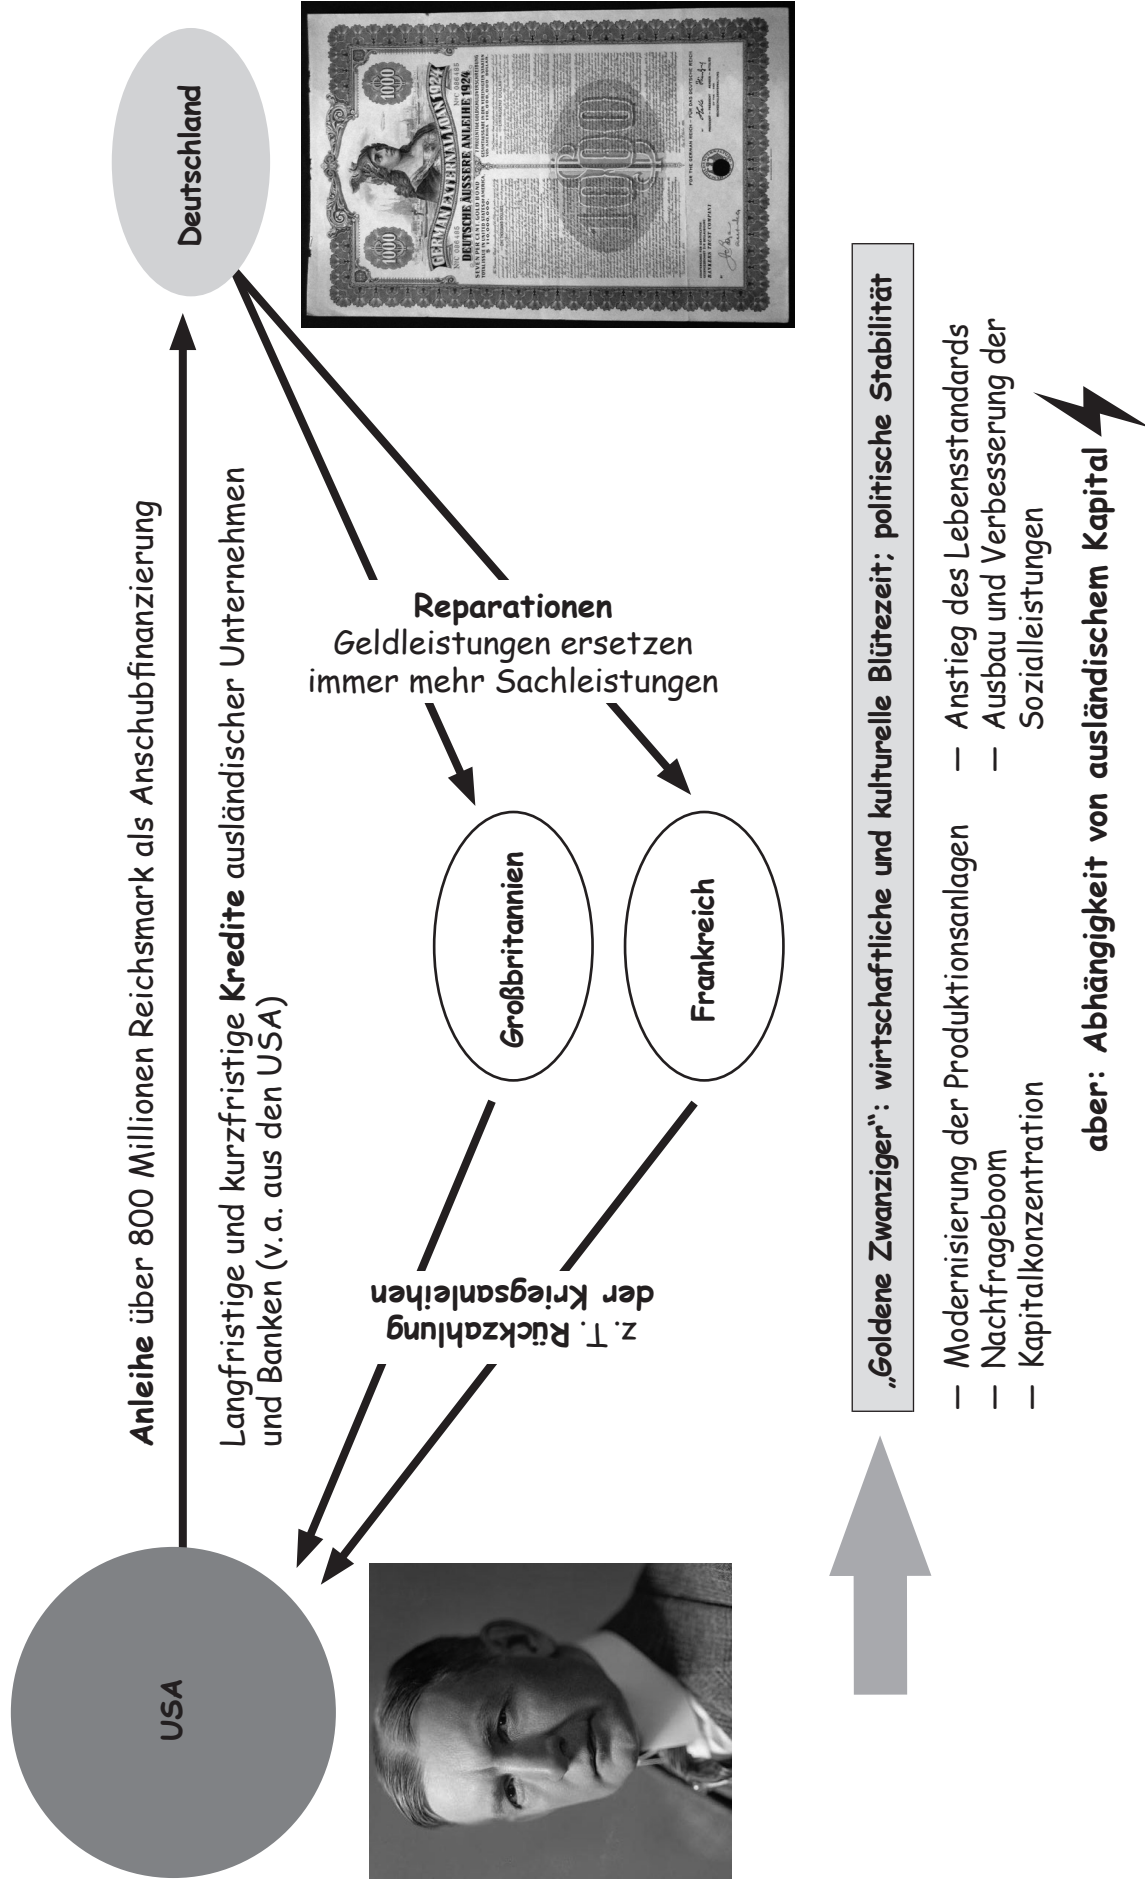 USA
Anleihe über 800 Millionen Reichsmark als Anschubfinanzierung
Langfristige und kurzfristige Kredite ausländischer Unternehmen
und Banken (v. a. aus den USA)
Deutschland
Reparationen
Geldleistungen ersetzen
immer mehr Sachleistungen
Großbritannien
Frankreich
z. T. Rückzahlung
der Kriegsanleihen
1000
1000
GERMAN EXTERNAL LOAN 1924
DEUTSCHE ÄUSSERE ANLEIHE 1924
$1000
„Goldene Zwanziger“: wirtschaftliche und kulturelle Blütezeit; politische Stabilität
— Modernisierung der Produktionsanlagen
— Nachfrageboom
— Kapitalkonzentration
— Anstieg des Lebensstandards
— Ausbau und Verbesserung der
Sozialleistungen
aber: Abhängigkeit von ausländischem Kapital